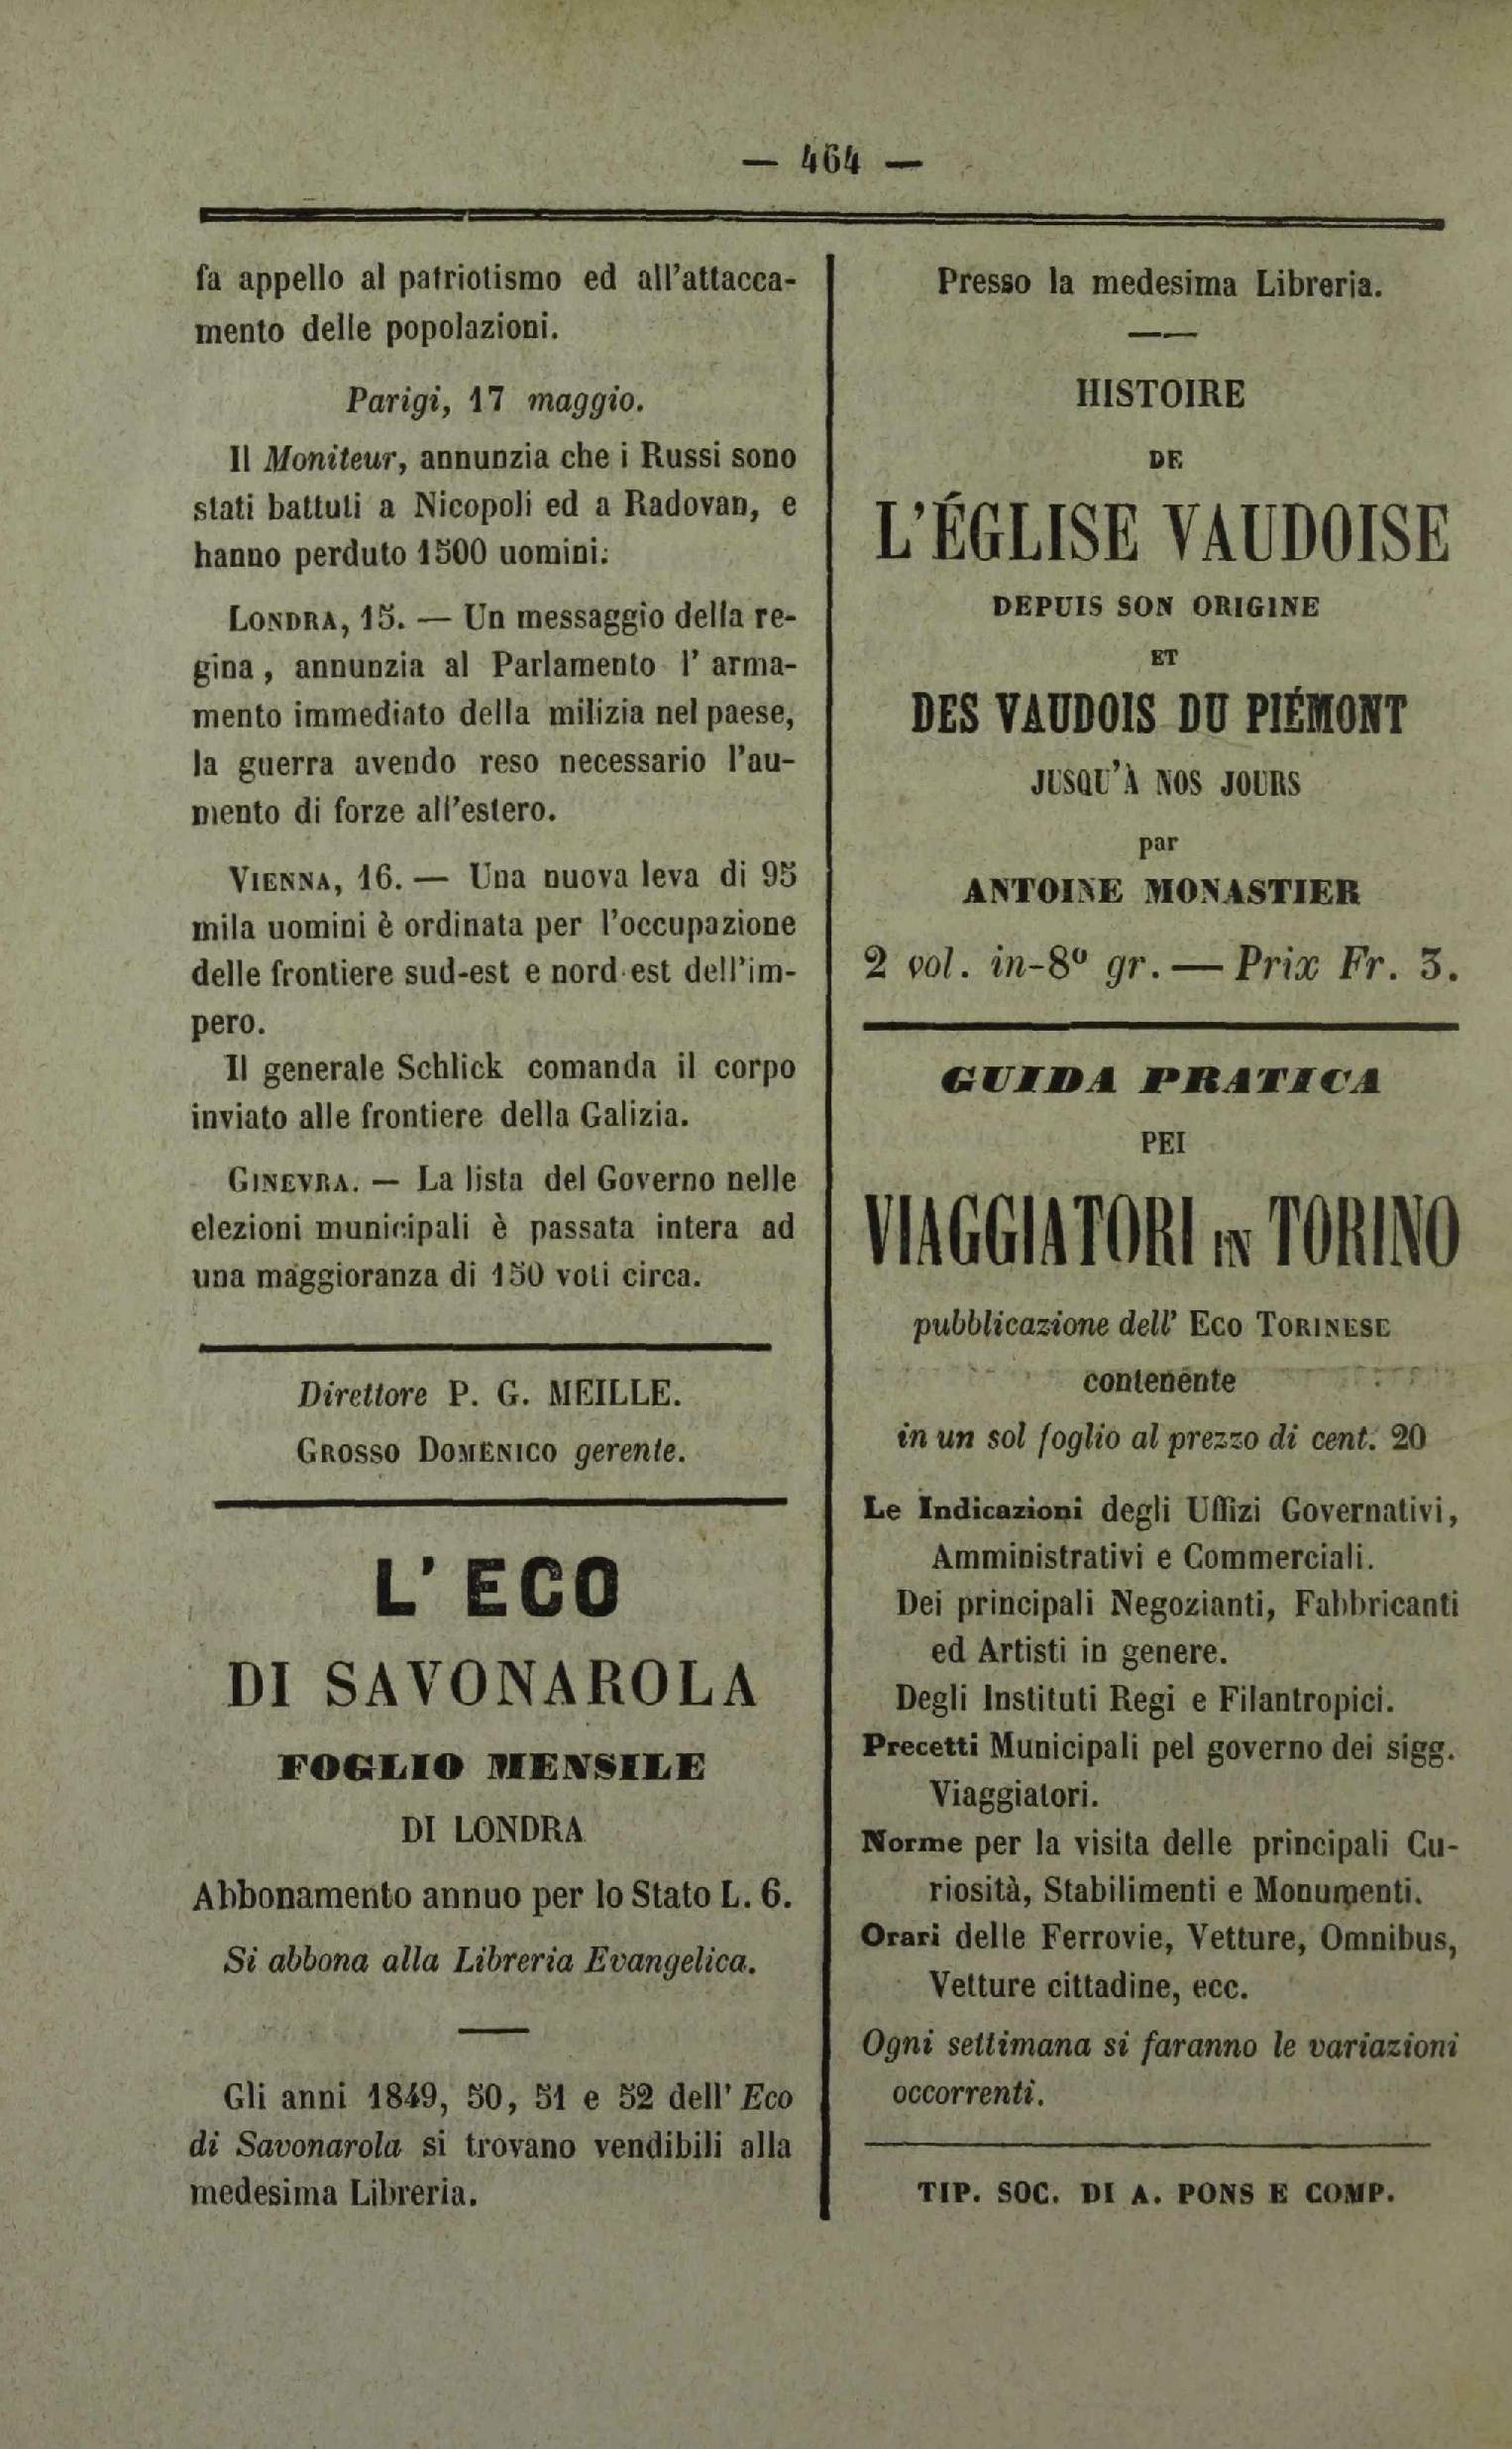 — 464 —
fa appello al patriotismo ed all'attacca-
mento delle popolazioni.
Parigi, 17 maggio.
Il Moniteur, annunzia che i Russi sono
stati battuti a Nicopoli ed a Radovan, e
hanno perduto 1500 uomini.
LONDRA, 15. — Un messaggio della re-
gina, annunzia al Parlamento l'arma-
mento immediato della milizia nel paese,
la guerra avendo reso necessario l'au-
mento di forze all'estero.
VIENNA, 16. — Una nuova leva di 95
mila uomini è ordinata per l'occupazione
delle frontiere sud-est e nord-est dell'im-
pero.
Il generale Schlick comanda il corpo
inviato alle frontiere della Galizia.
GINEVRA. — La lista del Governo nelle
elezioni municipali è passata intera ad
una maggioranza di 150 voti circa.
Direttore P. G. MEILLE.
GROSSO DOMENICO gerente.
L'ECO
DI SAVONAROLA
FOGLIO MENSILE
DI LONDRA
Abbonamento annuo per lo Stato L. 6.
Si abbona alla Libreria Evangelica.
Gli anni 1849, 50, 51 e 52 dell'Eco
di Savonarola si trovano vendibili alla
medesima Libreria.
Presso la medesima Libreria.
HISTOIRE
DE
L'ÉGLISE VAUDOISE
DEPUIS SON ORIGINE
ET
DES VAUDOIS DU PIÉMONT
JUSQU'À NOS JOURS
par
ANTOINE MONASTIER
2 vol. in-8º gr. — Prix Fr. 3.
GUIDA PRATICA
PEI
VIAGGIATORI IN TORINO
pubblicazione dell' ECO TORINESE
contenente
in un sol foglio al prezzo di cent. 20
Le Indicazioni degli Uffizi Governativi,
Amministrativi e Commerciali.
Dei principali Negozianti, Fabbricanti
ed Artisti in genere.
Degli Instituti Regi e Filantropici.
Precetti Municipali pel governo dei sigg.
Viaggiatori.
Norme per la visita delle principali Cu-
riosità, Stabilimenti e Monumenti.
Orari delle Ferrovie, Vetture, Omnibus,
Vetture cittadine, ecc.
Ogni settimana si faranno le variazioni
occorrenti.
TIP. SOC. DI A. PONS E COMP.